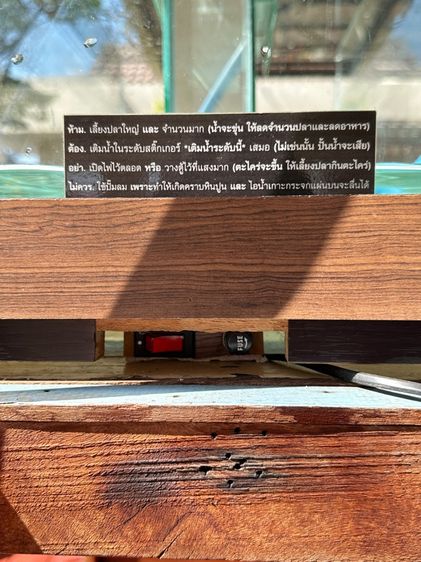 ห้าม. เลี้ยงปลาใหญ่ และ จำนวนมาก (น้ำจะขุ่น ให้ลดจำนวนปลาและลดอาหาร)
ต้อง. เติมน้ำในระดับสติ๊กเกอร์ "เติมน้ำระดับนี้" เสมอ (ไม่เช่นนั้น ปั๊มน้ำจะเสีย)
อย่า. เปิดไฟไว้ตลอด หรือ วางตู้ไว้ที่แสงมาก (ตะไคร่จะขึ้น ให้เลี้ยงปลากินตะไคร่)
ไม่ควร. ใช้ปั๊มลม เพราะทำให้เกิดคราบหินปูน และ ไอน้ำเกาะกระจกแผ่นบนจะลื่นได้
FUSE